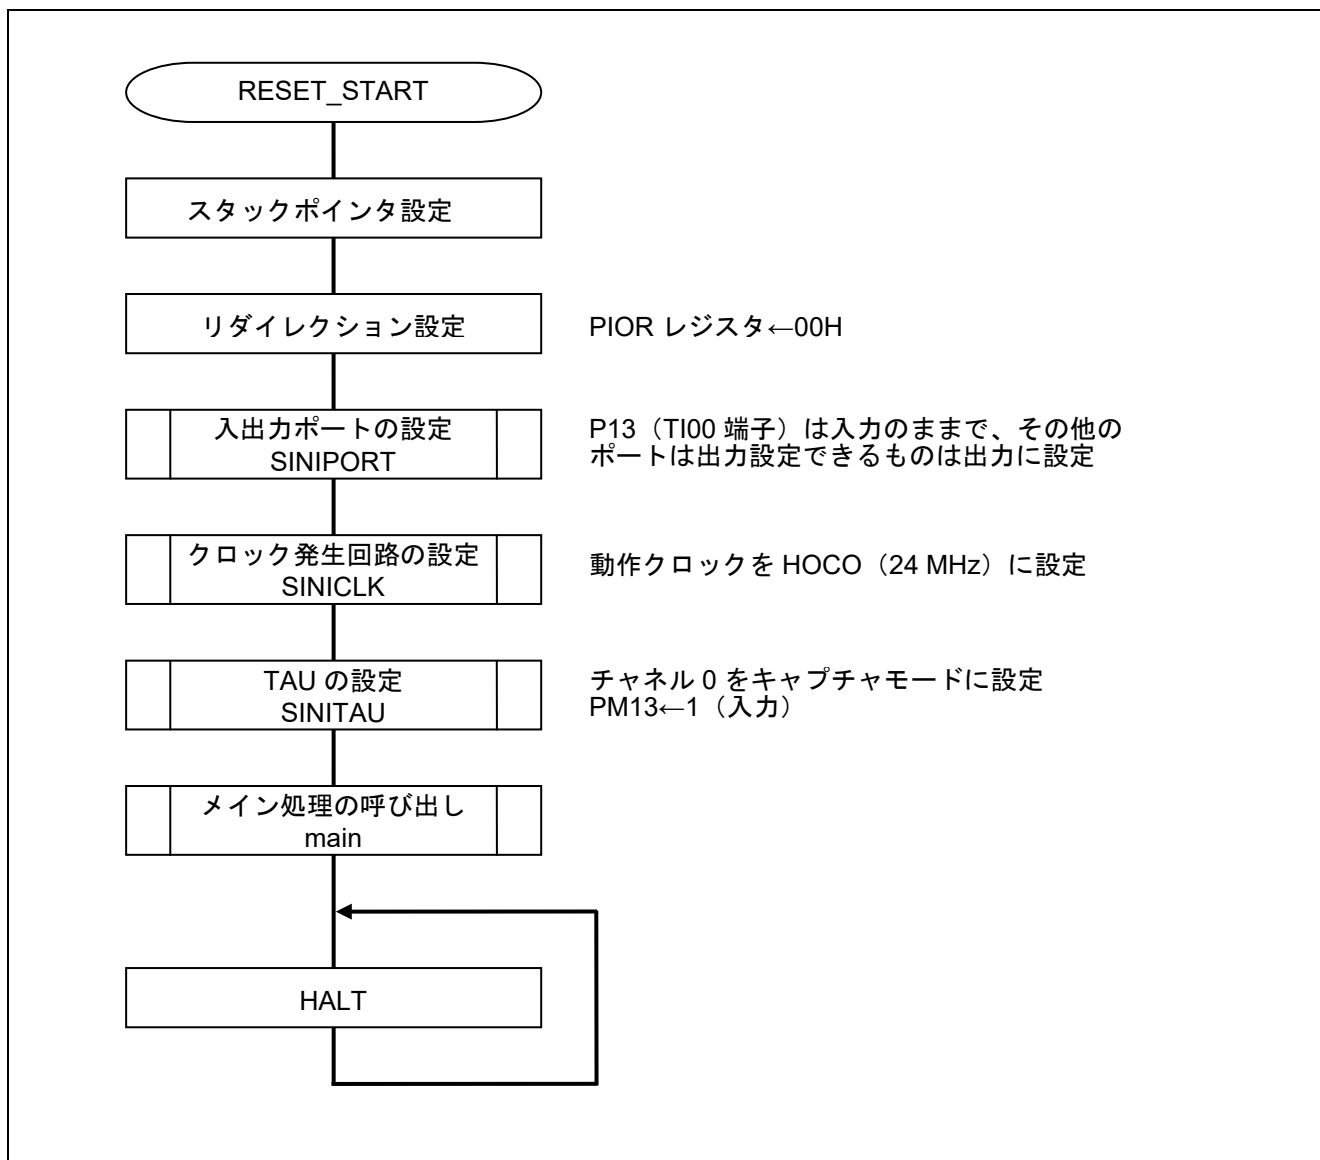 RESET_START
スタックポインタ設定
リダイレクション設定
PIOR レジスタ←00H
入出力ポートの設定
SINIPORT
P13（TI00 端子）は入力のままで、その他の
ポートは出力設定できるものは出力に設定
クロック発生回路の設定
SINICLK
動作クロックを HOCO（24 MHz）に設定
TAU の設定
SINITAU
チャネル 0 をキャプチャモードに設定
PM13←1（入力）
メイン処理の呼び出し
main
HALT